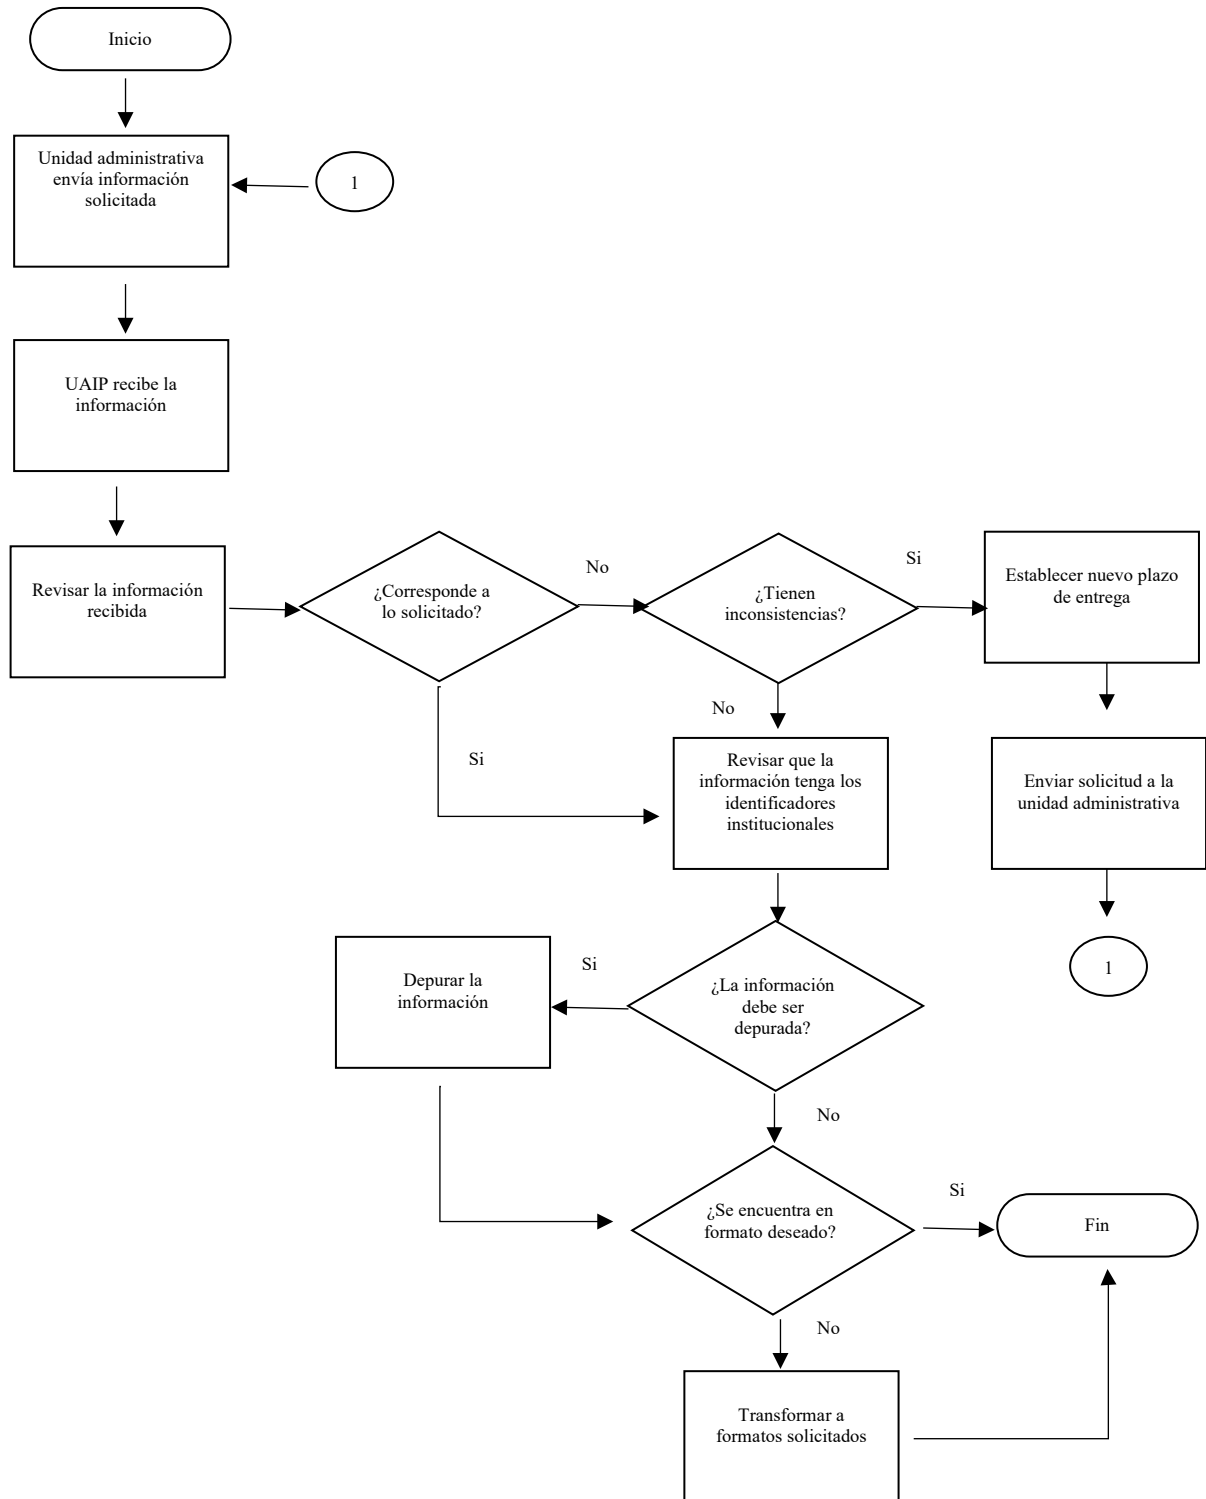 Inicio
Unidad administrativa
envía información
solicitada
1
UAIP recibe la
información
Revisar la información
recibida
¿Corresponde a
lo solicitado?
No
¿Tienen
inconsistencias?
Si
Establecer nuevo plazo
de entrega
No
Si
Revisar que la
información tenga los
identificadores
institucionales
Enviar solicitud a la
unidad administrativa
1
Depurar la
información
Si
¿La información
debe ser
depurada?
No
¿Se encuentra en
formato deseado?
Si
Fin
No
Transformar a
formatos solicitados